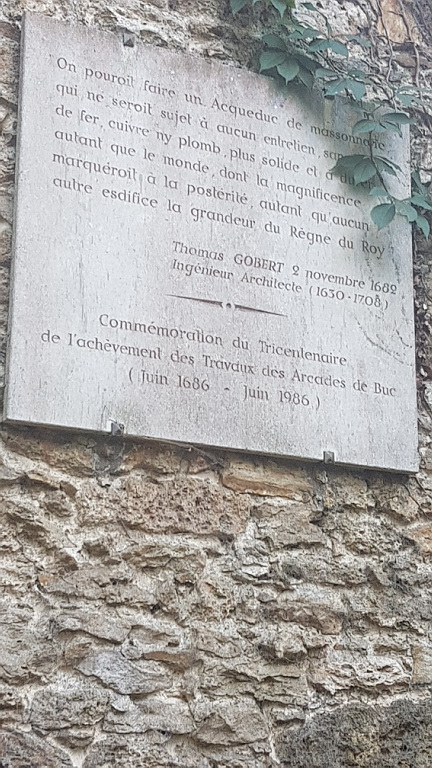 On pouroit faire un Acqueduc de massonnerie
qui ne seroit sujet à aucun entretien, sans
de fer, cuivre ny plomb, plus solide et à durer
autant que le monde, dont la magnificence
marquéroit à la postérité, autant qu'aucun
autre esdifice la grandeur du Règne du Roy
Thomas GOBERT 2 novembre 1682
Ingénieur Architecte (1630-1708)
Commémoration du Tricentenaire
de l'achèvement des Travaux des Arcades de Buc
(Juin 1686 - Juin 1986)